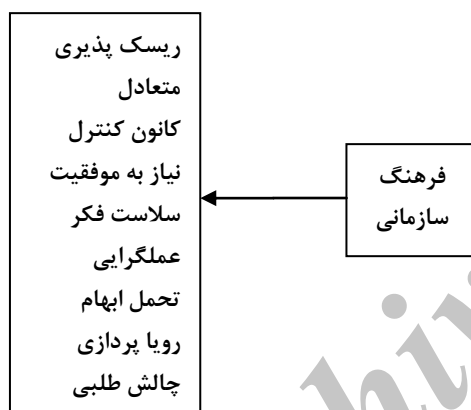 ریسک پذیری
متعادل
کانون کنترل
نیاز به موفقیت
سلاست فکر
عملگرایی
تحمل ابهام
رویا پردازی
چالش طلبی
فرهنگ
سازمانی